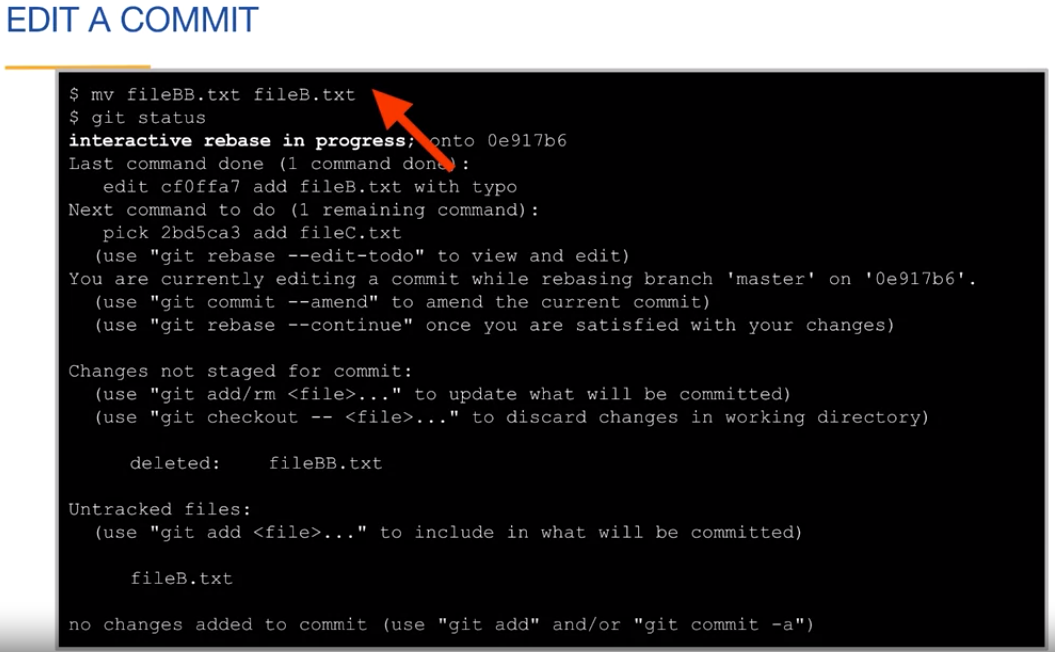 EDIT A COMMIT
$ mv fileBB.txt fileB.txt
$ git status
interactive rebase in progress; onto 0e917b6
Last command done (1 command done):
edit cf0ffa7 add fileB.txt with typo
Next command to do (1 remaining command):
pick 2bd5ca3 add fileC.txt
(use "git rebase --edit-todo" to view and edit)
You are currently editing a commit while rebasing branch 'master' on '0e917b6'.
(use "git commit --amend" to amend the current commit)
(use "git rebase --continue" once you are satisfied with your changes)
Changes not staged for commit:
(use "git add/rm <file>..." to update what will be committed)
(use "git checkout -- <file>..." to discard changes in working directory)
deleted: fileBB.txt
Untracked files:
(use "git add <file>..." to include in what will be committed)
fileB.txt
no changes added to commit (use "git add" and/or "git commit -a")